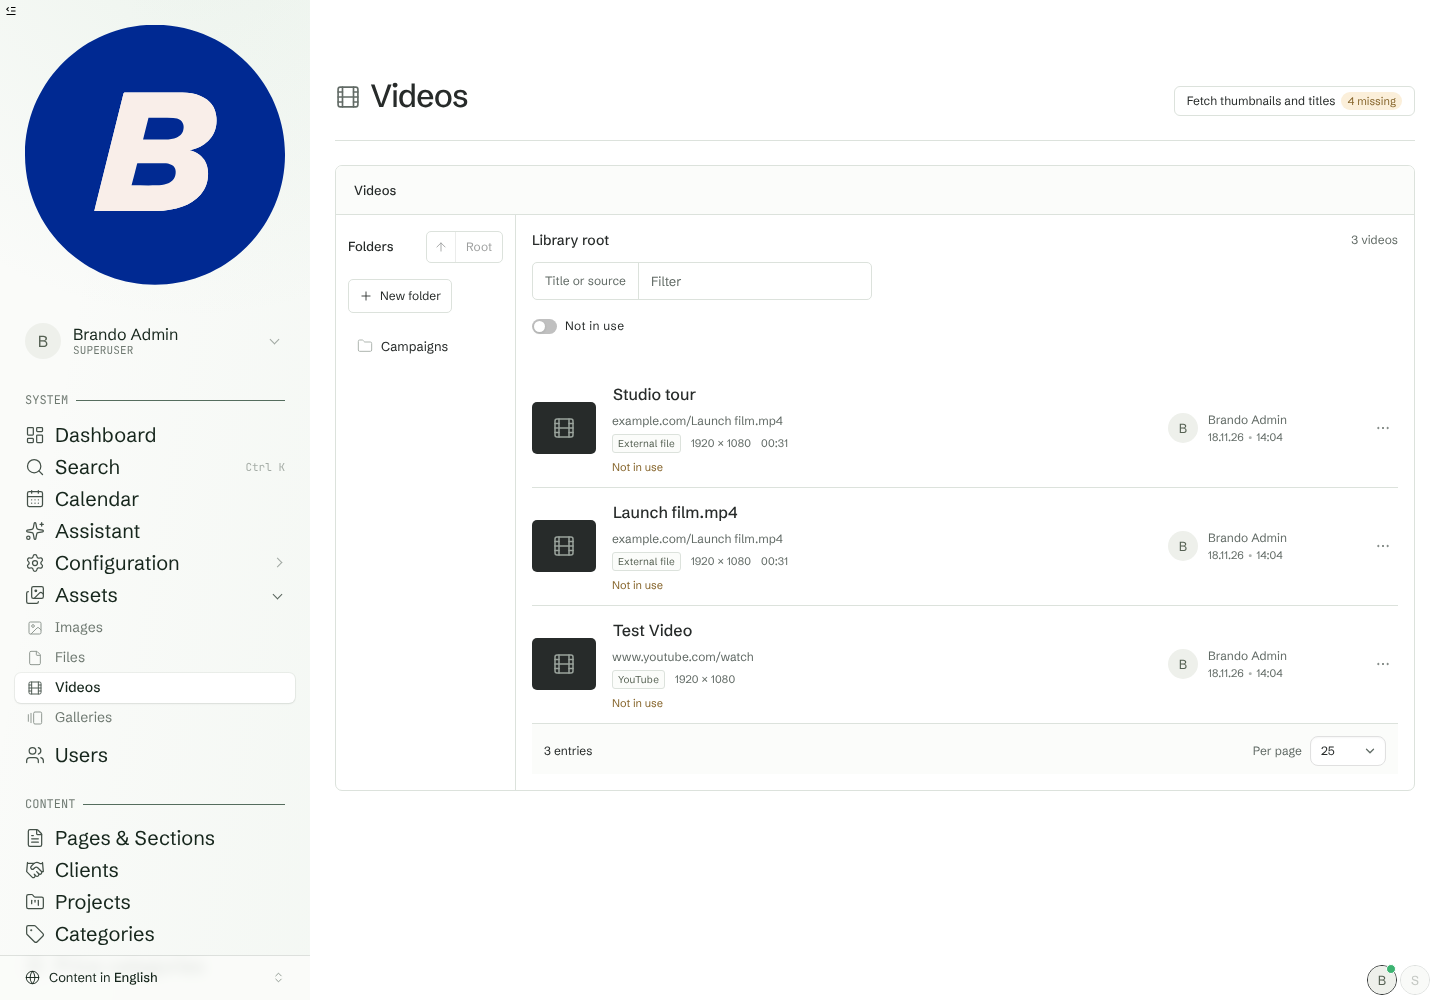 B
Brando Admin
SUPERUSER
SYSTEM
Dashboard
Search Ctrl K
Calendar
Assistant
Configuration
Assets
Images
Files
Videos
Galleries
Users
CONTENT
Pages & Sections
Clients
Projects
Categories
Content in English
Videos
Fetch thumbnails and titles 4 missing
Videos
Folders
Root
New folder
Campaigns
Library root
3 videos
Title or source Filter
Not in use
Studio tour
example.com/Launch film.mp4
External file 1920 × 1080 00:31
Not in use
B
Brando Admin
18.11.26 • 14:04
Launch film.mp4
example.com/Launch film.mp4
External file 1920 × 1080 00:31
Not in use
B
Brando Admin
18.11.26 • 14:04
Test Video
www.youtube.com/watch
YouTube 1920 × 1080
Not in use
B
Brando Admin
18.11.26 • 14:04
3 entries
Per page 25
B
S